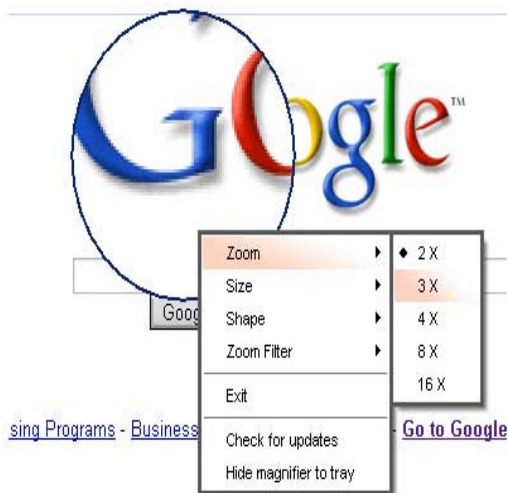 Google™
Zoom
2 X
Size
3 X
Shape
4 X
Zoom Filter
8 X
16 X
Goog
Exit
sing Programs - Business - Go to Google
Check for updates
Hide magnifier to tray